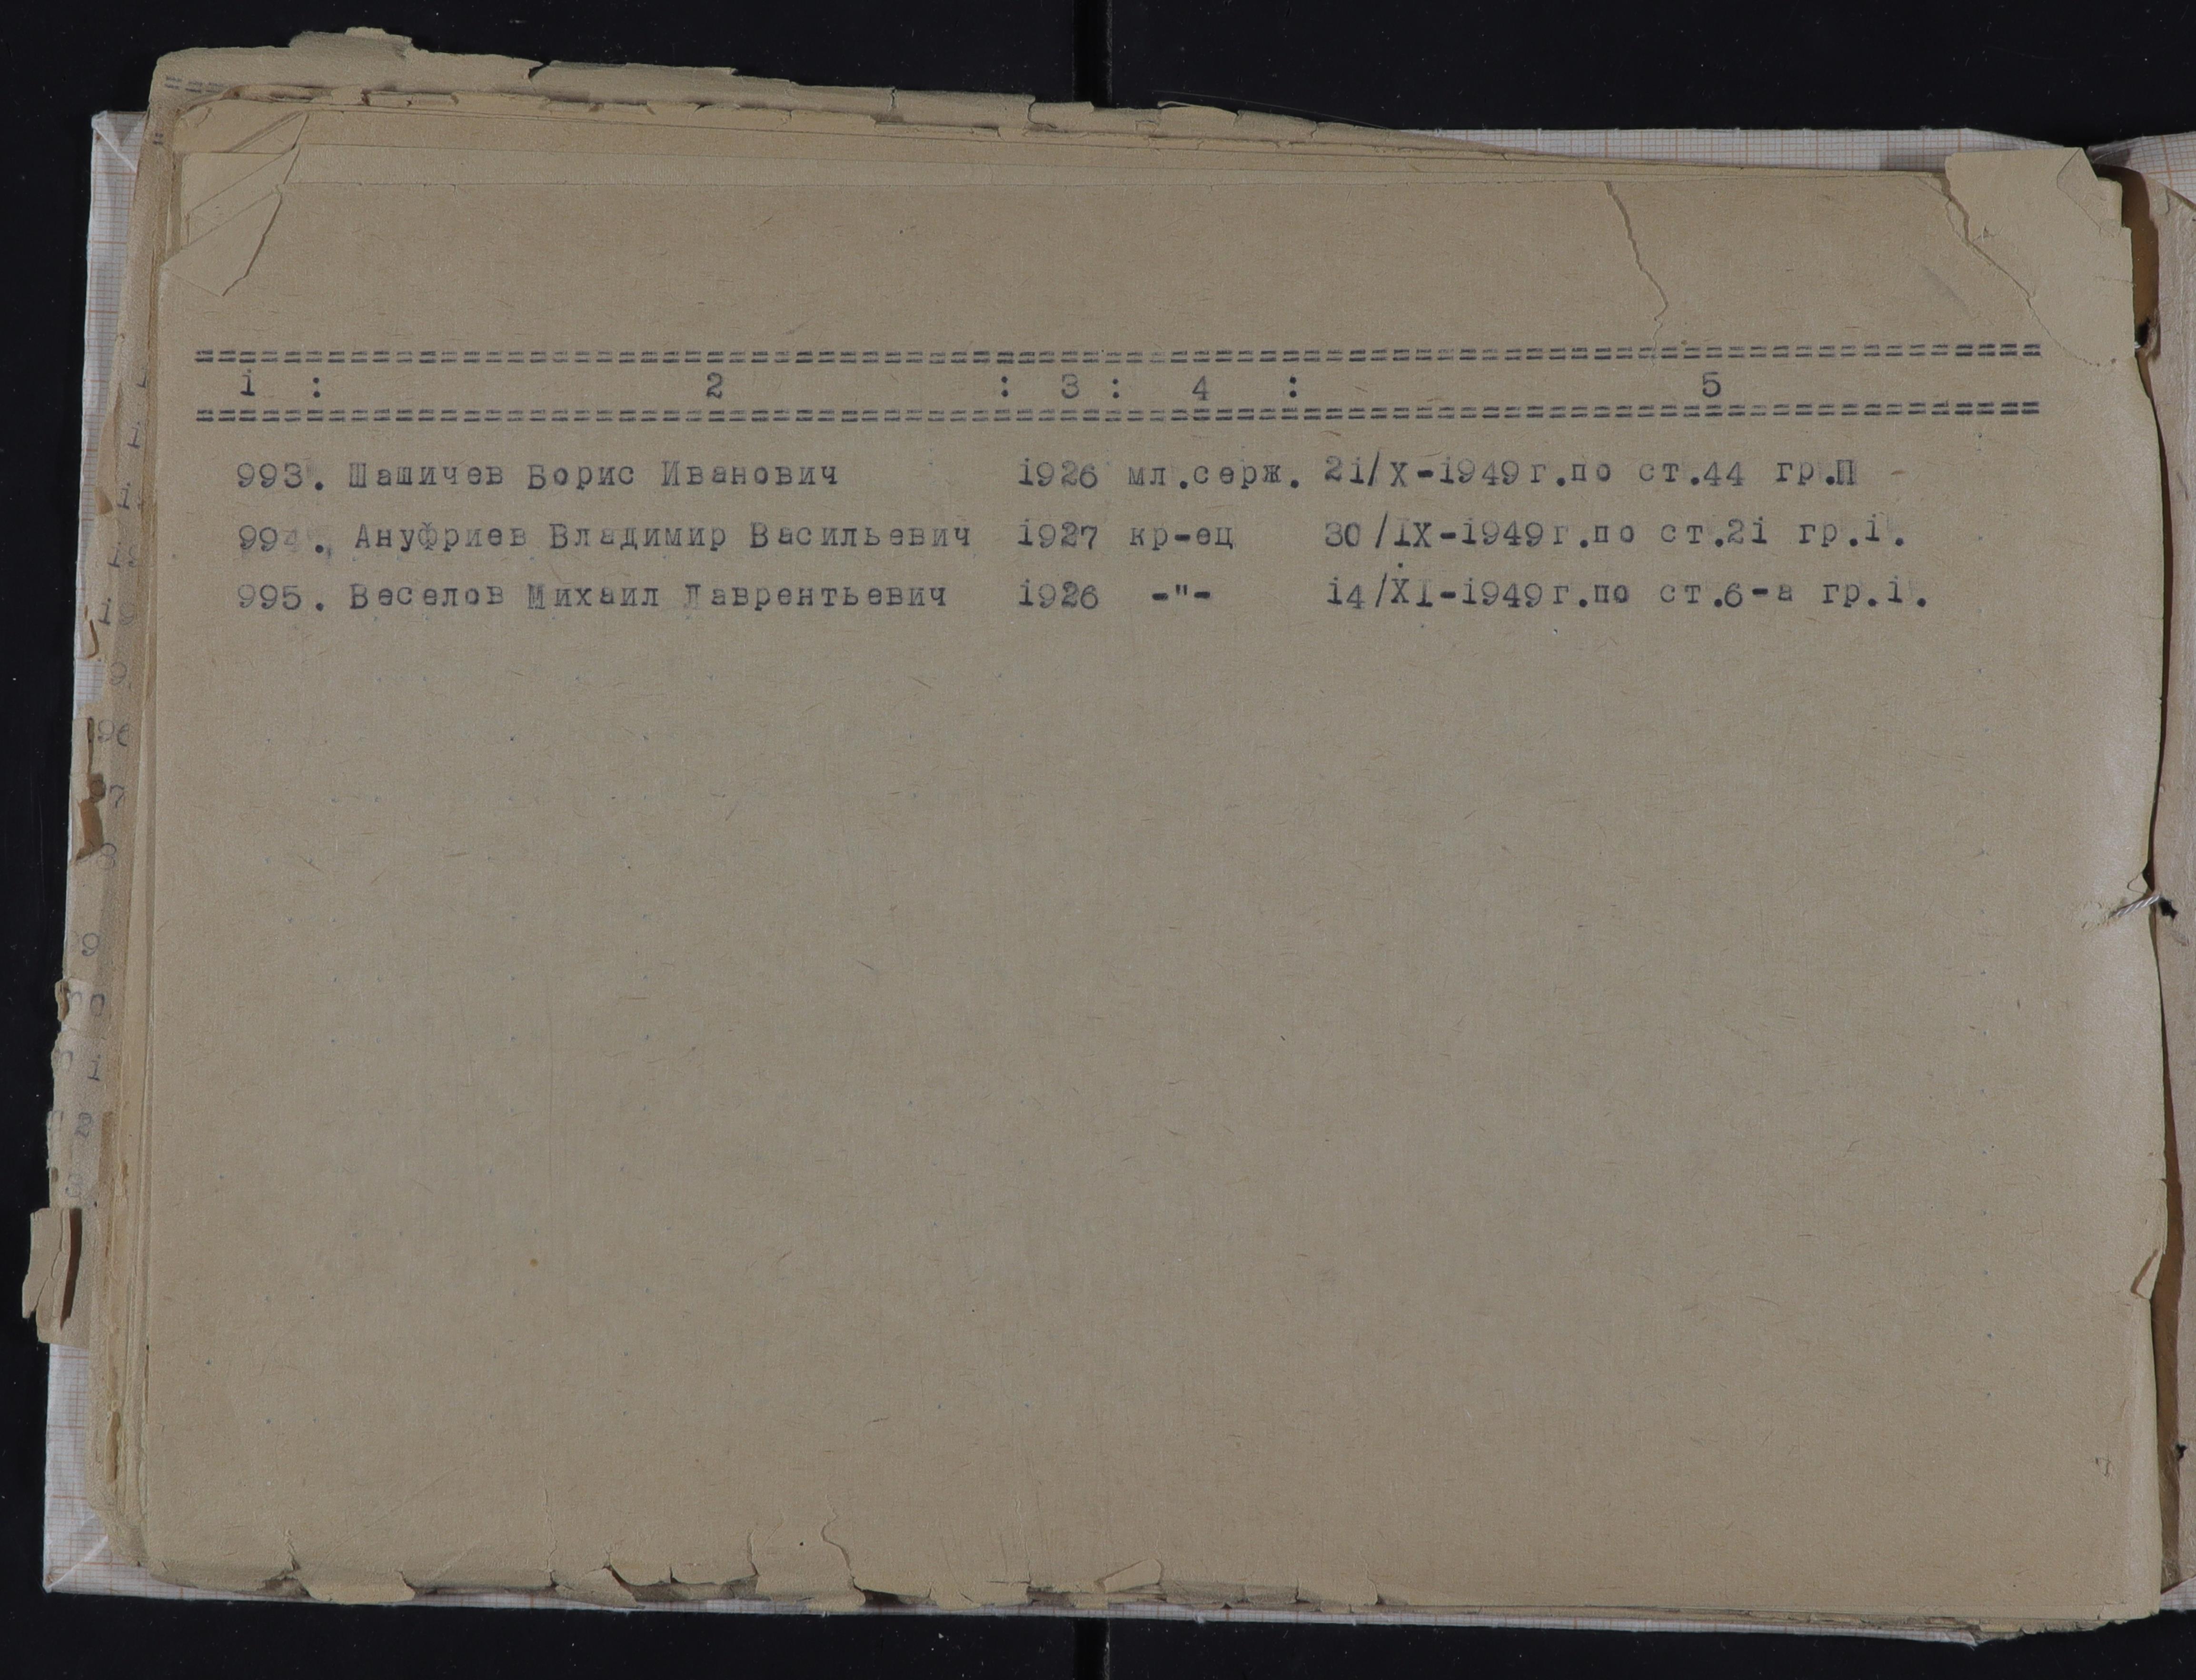 1 : 2 : 3 : 4 : 5
993. Шашичев Борис Иванович 1926 мл.серж. 21/X-1949г.по ст.44 гр.П
994. Ануфриев Владимир Васильевич 1927 кр-ец 30/IX-1949г.по ст.21 гр.1.
995. Веселов Михаил Лаврентьевич 1926 -"- 14/XI-1949г.по ст.6-а гр.1.